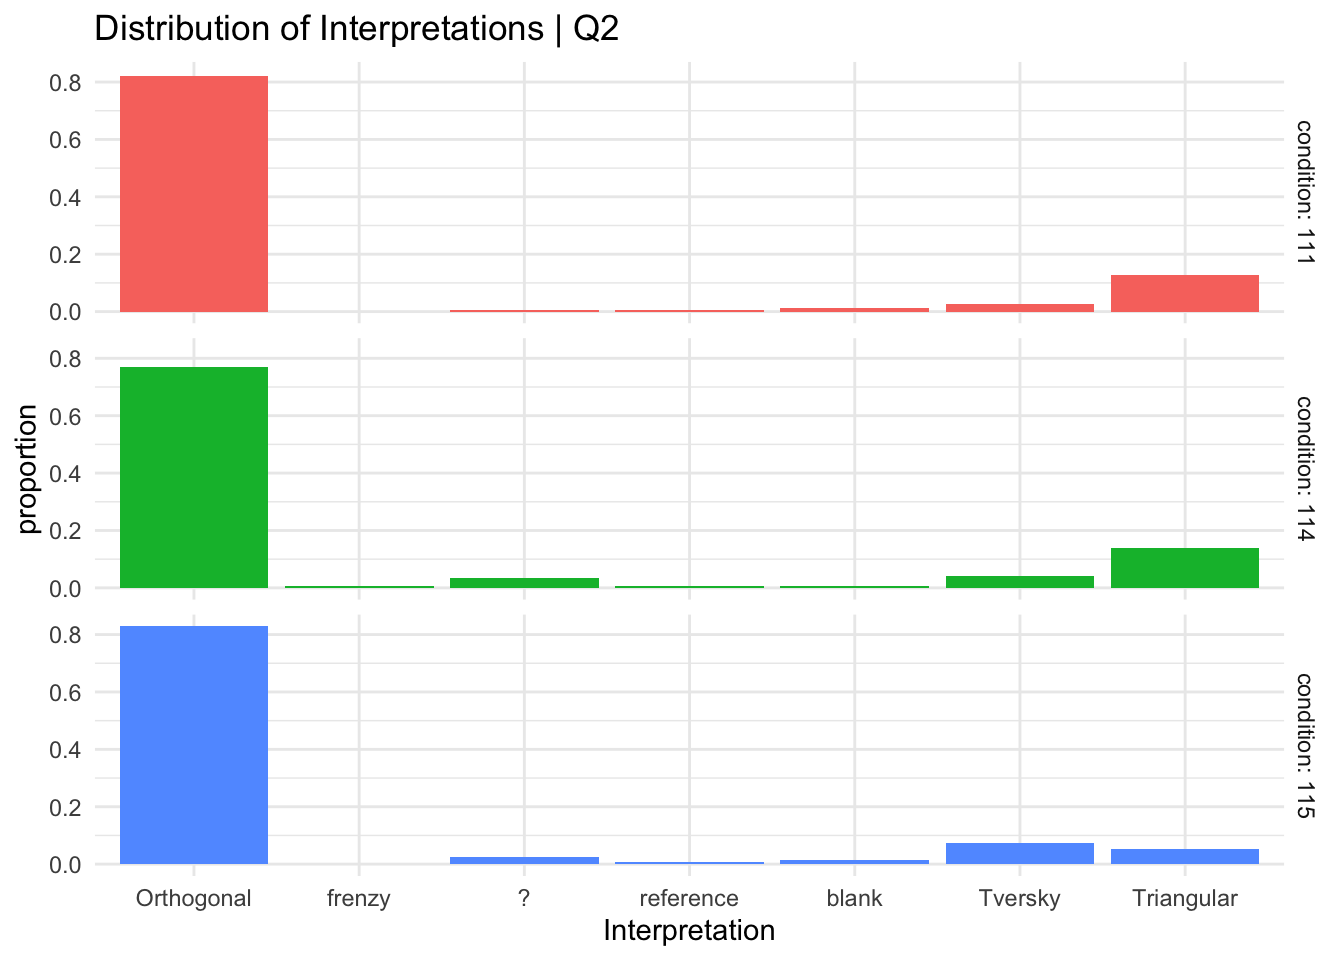 Distribution of Interpretations | Q2
proportion
0.8
0.6
0.4
0.2
0.0
condition: 111
0.8
0.6
0.4
0.2
0.0
condition: 114
0.8
0.6
0.4
0.2
0.0
condition: 115
Orthogonal frenzy ? reference blank Tversky Triangular
Interpretation